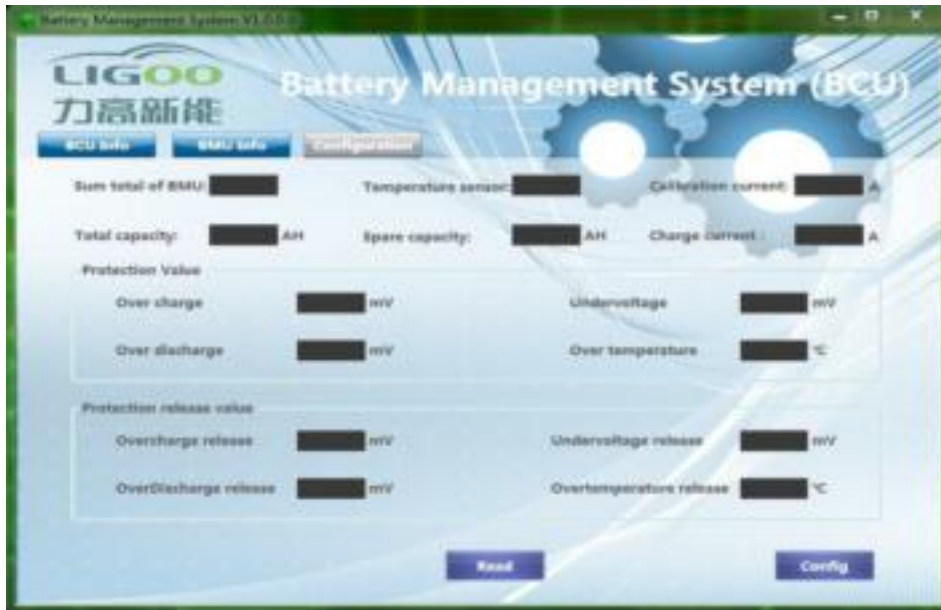 Battery Management System V1.0.0.0
LIGOO
力高新能
Battery Management System (BCU)
BCU Info BMU Info Configuration
Sum total of BMU: Temperature sensor: Calibration current: A
Total capacity: AH Spare capacity: AH Charge current : A
Protection Value
Over charge mV Undervoltage mV
Over discharge mV Over temperature ℃
Protection release value
Overcharge release mV Undervoltage release mV
OverDischarge release mV Overtemperature release ℃
Read Config